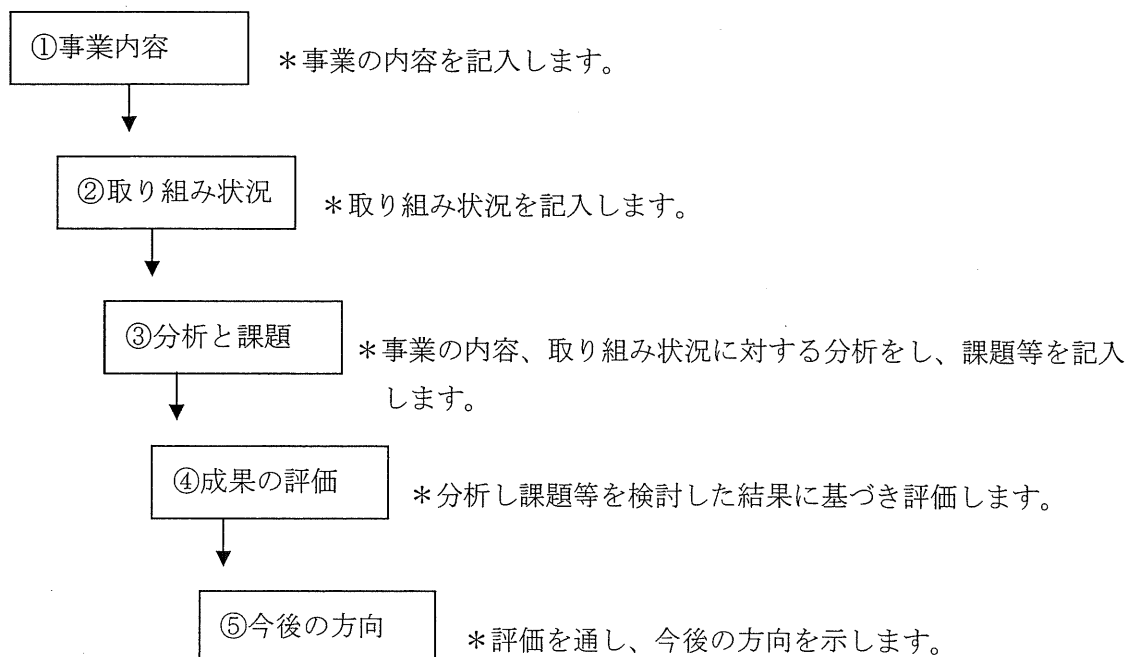 ①事業内容
＊事業の内容を記入します。
②取り組み状況
＊取り組み状況を記入します。
③分析と課題
＊事業の内容、取り組み状況に対する分析をし、課題等を記入
します。
④成果の評価
＊分析し課題等を検討した結果に基づき評価します。
⑤今後の方向
＊評価を通し、今後の方向を示します。